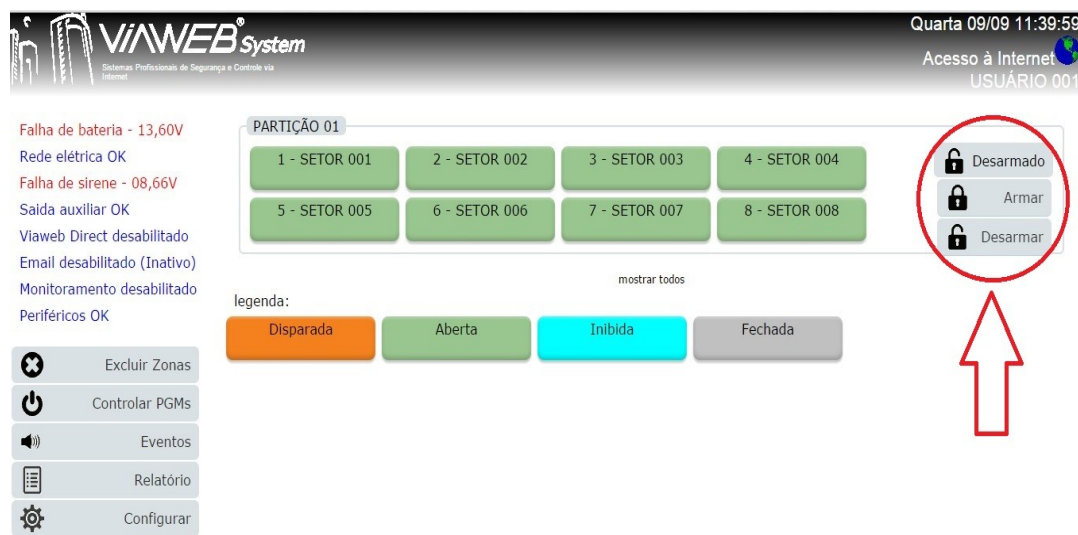 ViAWEB® System
Sistemas Profissionais de Segurança e Controle via
Internet
Quarta 09/09 11:39:59
Acesso à Internet
USUÁRIO 001
Falha de bateria - 13,60V
Rede elétrica OK
Falha de sirene - 08,66V
Saida auxiliar OK
Viaweb Direct desabilitado
Email desabilitado (Inativo)
Monitoramento desabilitado
Periféricos OK
Excluir Zonas
Controlar PGMs
Eventos
Relatório
Configurar
PARTIÇÃO 01
1 - SETOR 001
2 - SETOR 002
3 - SETOR 003
4 - SETOR 004
5 - SETOR 005
6 - SETOR 006
7 - SETOR 007
8 - SETOR 008
Desarmado
Armar
Desarmar
mostrar todos
legenda:
Disparada
Aberta
Inibida
Fechada